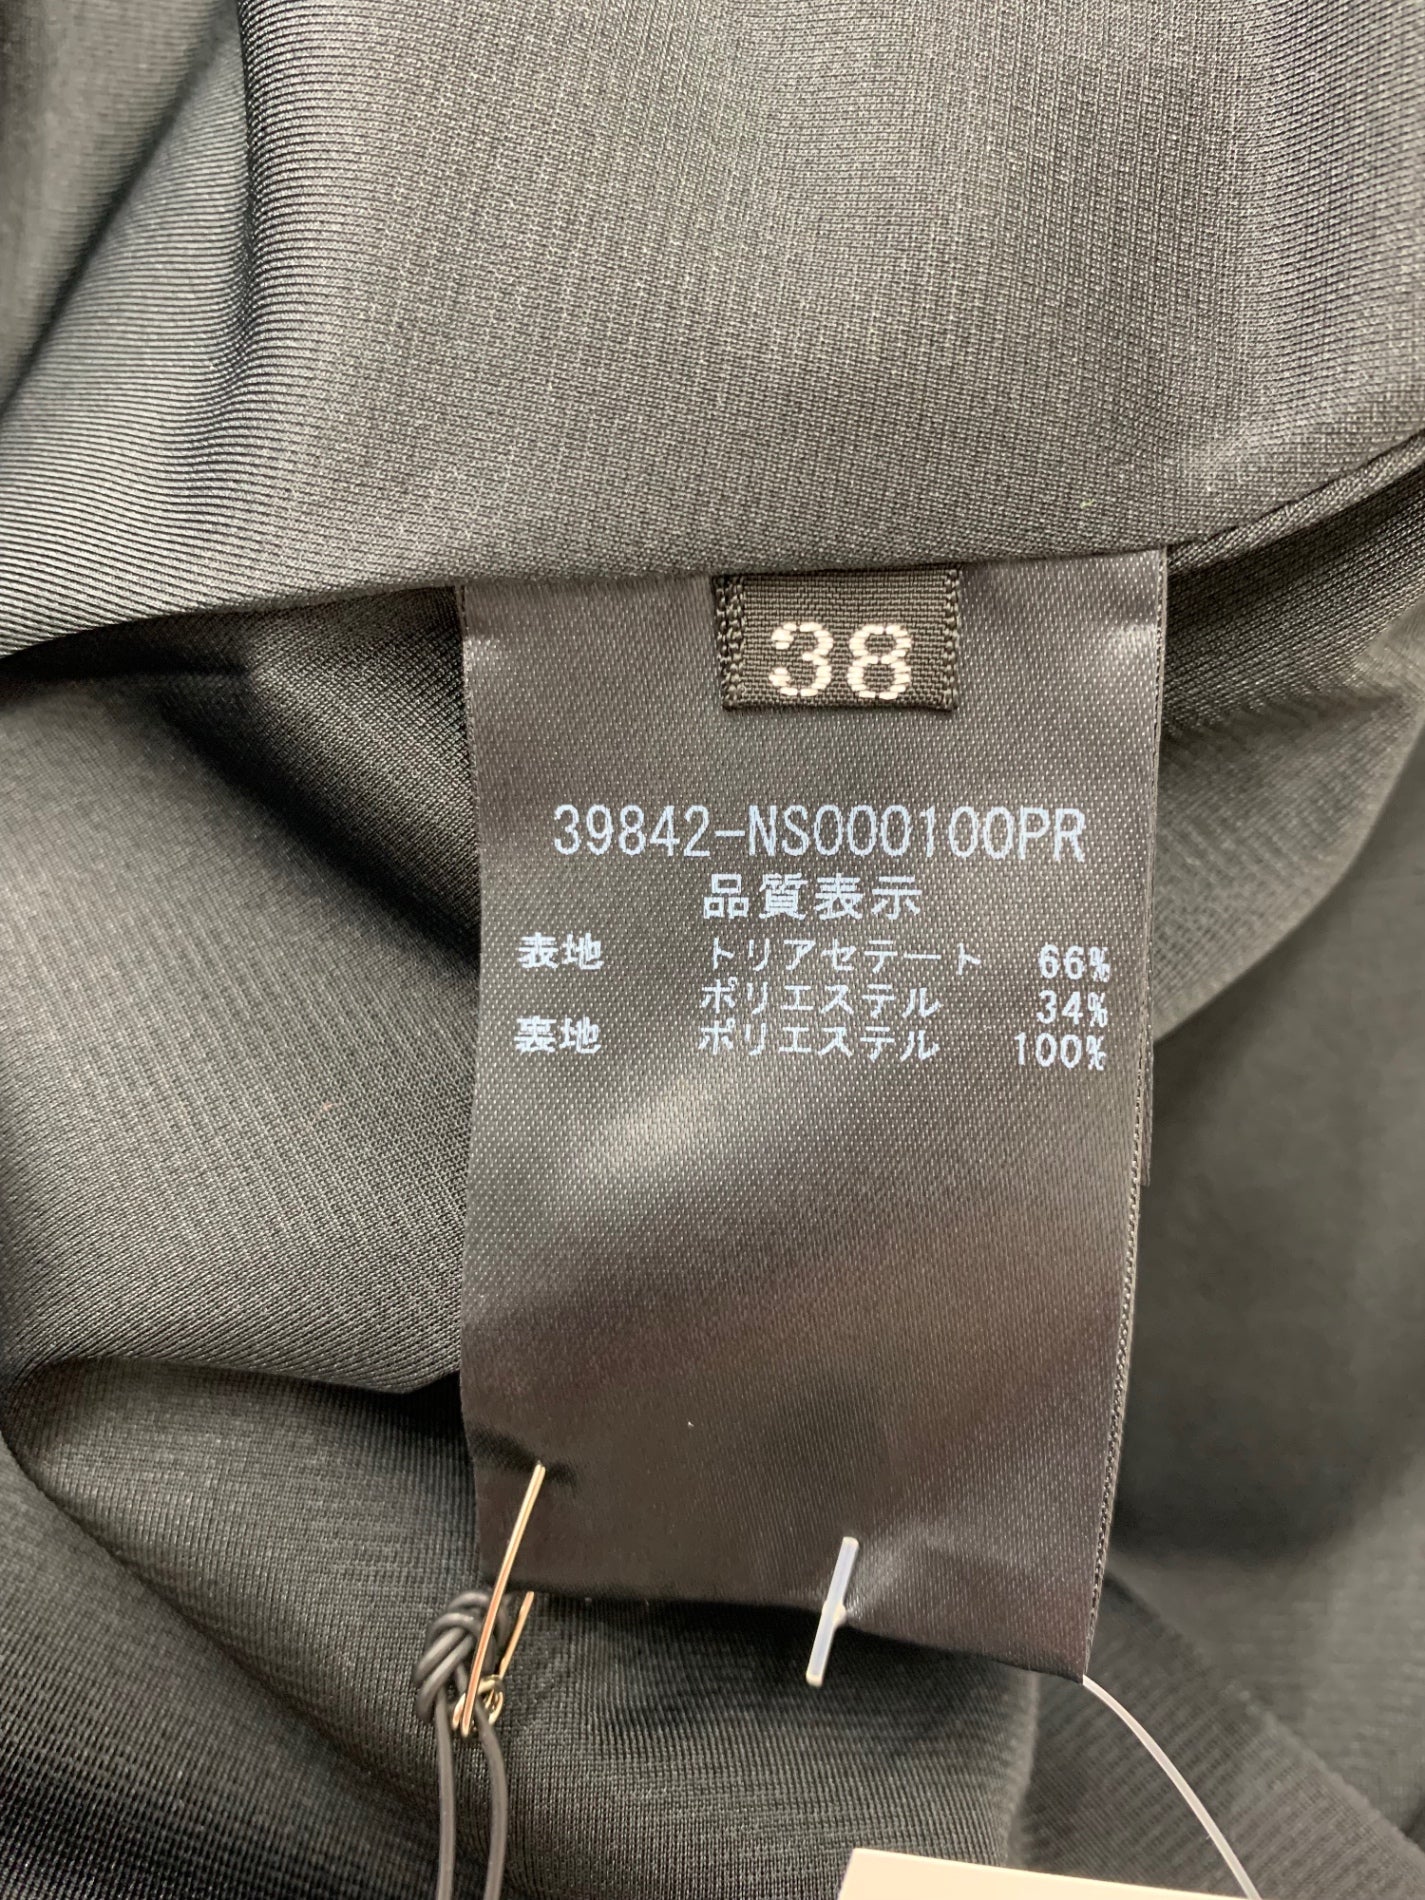 38
39842-NS000100PR
品質表示
表地 トリアセテート 66%
ポリエステル 34%
裏地 ポリエステル 100%